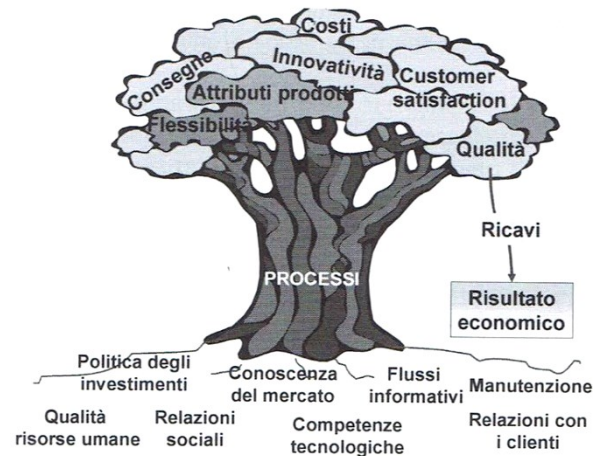 Costi
Innovatività
Consegne
Customer
satisfaction
Attributi prodotti
Flessibilità
Qualità
Ricavi
PROCESSI
Risultato
economico
Politica degli
investimenti
Conoscenza
del mercato
Flussi
informativi
Manutenzione
Qualità
risorse umane
Relazioni
sociali
Competenze
tecnologiche
Relazioni con
i clienti